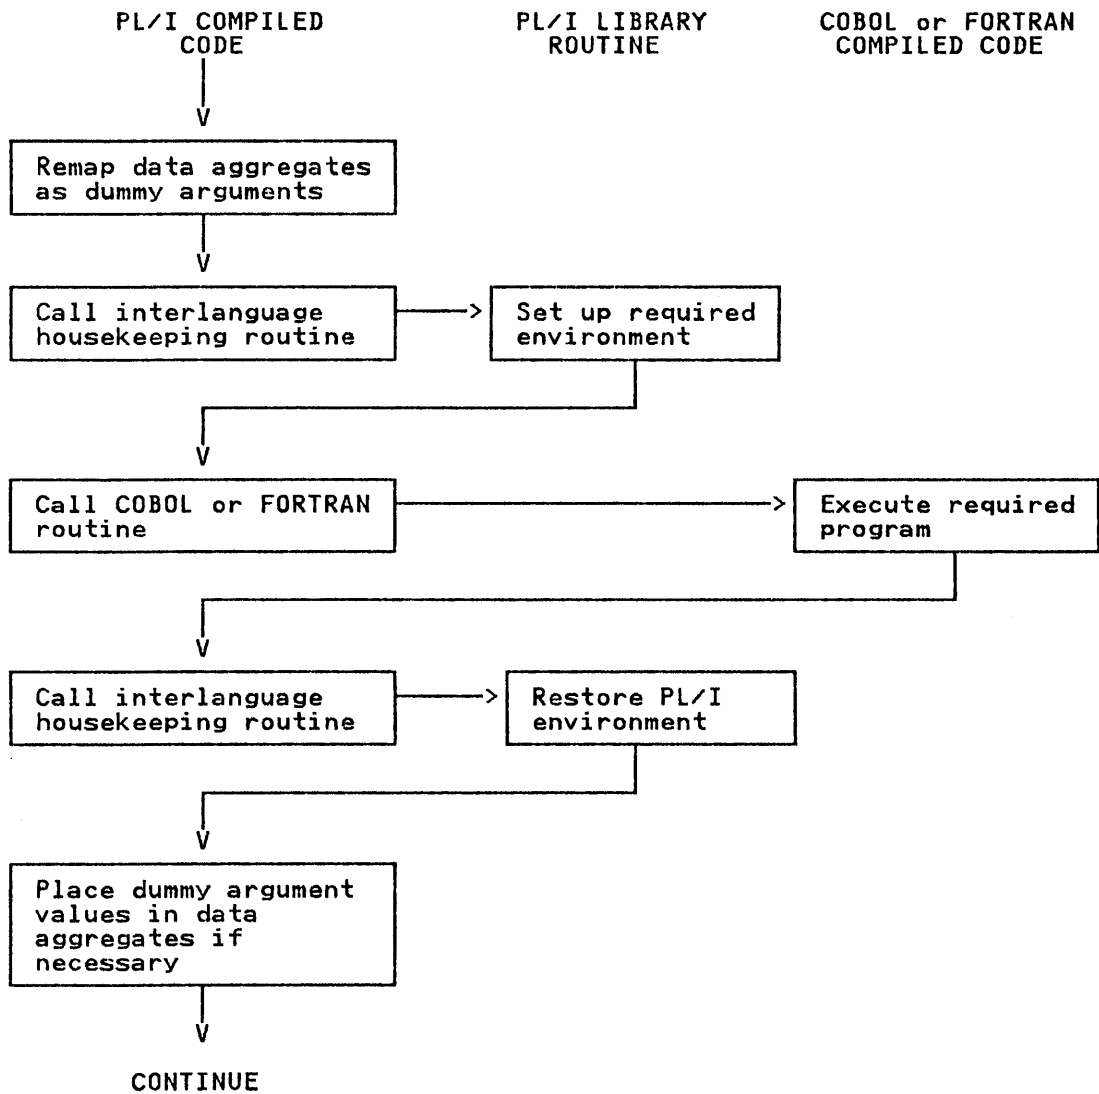 PL/I COMPILED
CODE
PL/I LIBRARY
ROUTINE
COBOL or FORTRAN
COMPILED CODE
Remap data aggregates
as dummy arguments
Call interlanguage
housekeeping routine
Set up required
environment
Call COBOL or FORTRAN
routine
Execute required
program
Call interlanguage
housekeeping routine
Restore PL/I
environment
Place dummy argument
values in data
aggregates if
necessary
CONTINUE